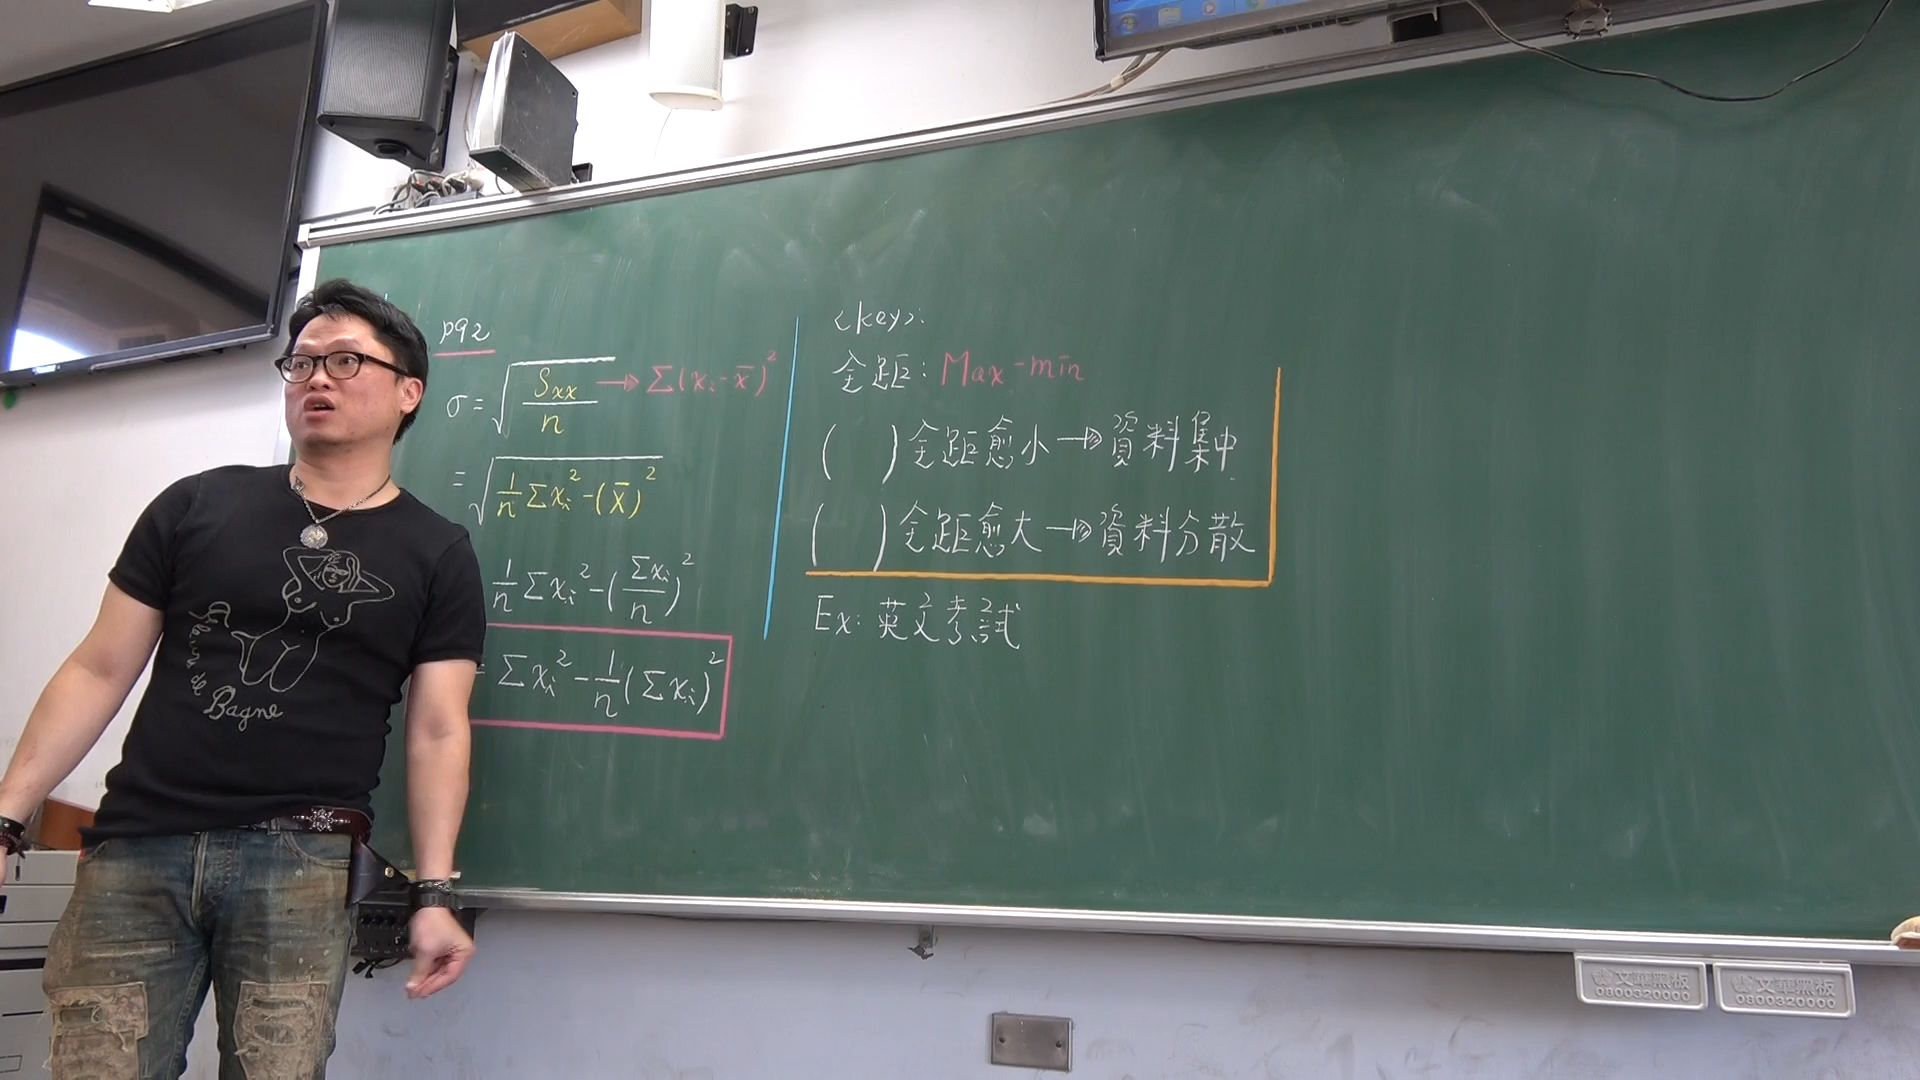 p92
σ = √(Sxx/n) → Σ(xᵢ - x̄)²
= √(1/n Σxᵢ² - (x̄)²)
1/n Σxᵢ² - (Σxᵢ/n)²
= Σxᵢ² - 1/n (Σxᵢ)²
<key>:
全距: Max-min
( ) 全距愈小→資料集中
( ) 全距愈大→資料分散
Ex: 英文考試
de
Bagne
文華黑板
0800320000
文華黑板
0800320000